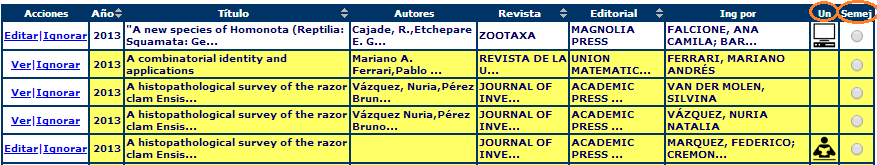 Acciones Año Título Autores Revista Editorial Ing por Un Semej
Editar|Ignorar 2013 "A new species of Homonota (Reptilia: Squamata: Ge... Cajade, R.,Etchepare E. G... ZOOTAXA MAGNOLIA PRESS FALCIONE, ANA CAMILA; BAR...
Ver|Ignorar 2013 A combinatorial identity and applications Mariano A. Ferrari,Pablo ... REVISTA DE LA U... UNION MATEMATIC... FERRARI, MARIANO ANDRÉS
Ver|Ignorar 2013 A histopathological survey of the razor clam Ensis... Vázquez, Nuria,Pérez Brun... JOURNAL OF INVE... ACADEMIC PRESS ... VAN DER MOLEN, SILVINA
Ver|Ignorar 2013 A histopathological survey of the razor clam Ensis... Vázquez Nuria,Pérez Bruno... JOURNAL OF INVE... ACADEMIC PRESS ... VÁZQUEZ, NURIA NATALIA
Editar|Ignorar 2013 A histopathological survey of the razor clam Ensis... JOURNAL OF INVE... ACADEMIC PRESS ... MARQUEZ, FEDERICO; CREMON...